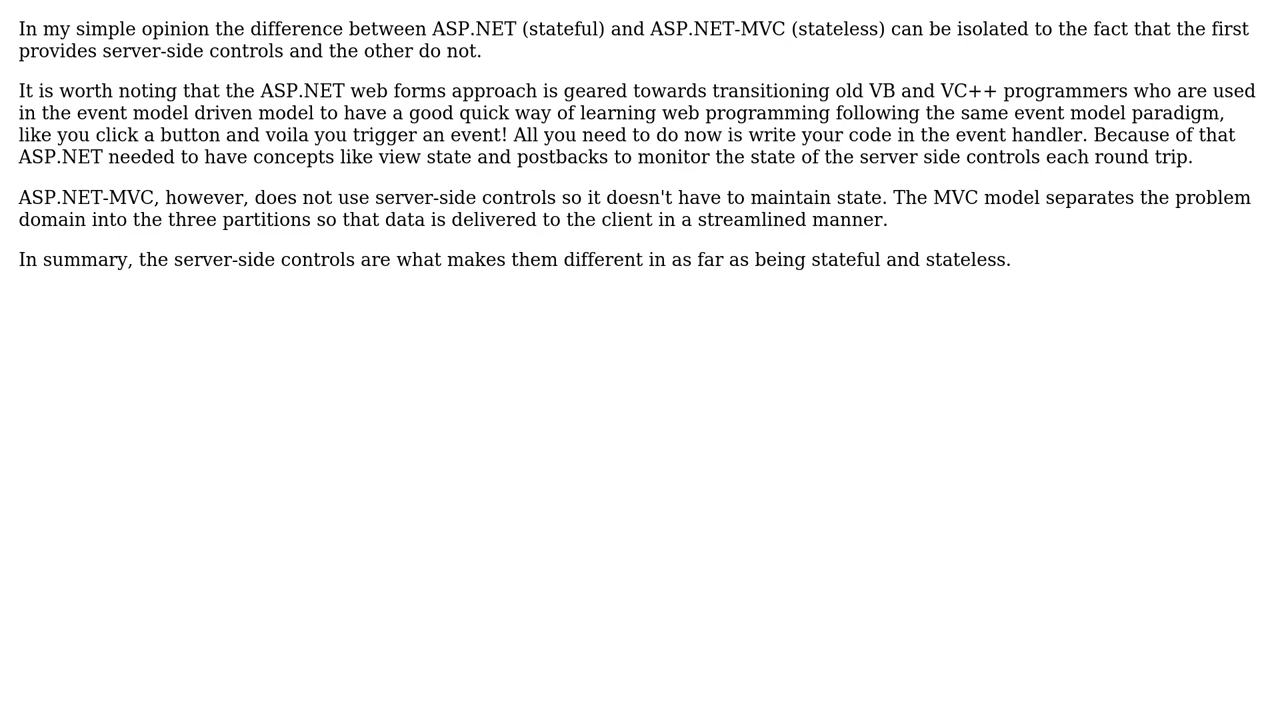 In my simple opinion the difference between ASP.NET (stateful) and ASP.NET-MVC (stateless) can be isolated to the fact that the first
provides server-side controls and the other do not.
It is worth noting that the ASP.NET web forms approach is geared towards transitioning old VB and VC++ programmers who are used
in the event model driven model to have a good quick way of learning web programming following the same event model paradigm,
like you click a button and voila you trigger an event! All you need to do now is write your code in the event handler. Because of that
ASP.NET needed to have concepts like view state and postbacks to monitor the state of the server side controls each round trip.
ASP.NET-MVC, however, does not use server-side controls so it doesn't have to maintain state. The MVC model separates the problem
domain into the three partitions so that data is delivered to the client in a streamlined manner.
In summary, the server-side controls are what makes them different in as far as being stateful and stateless.